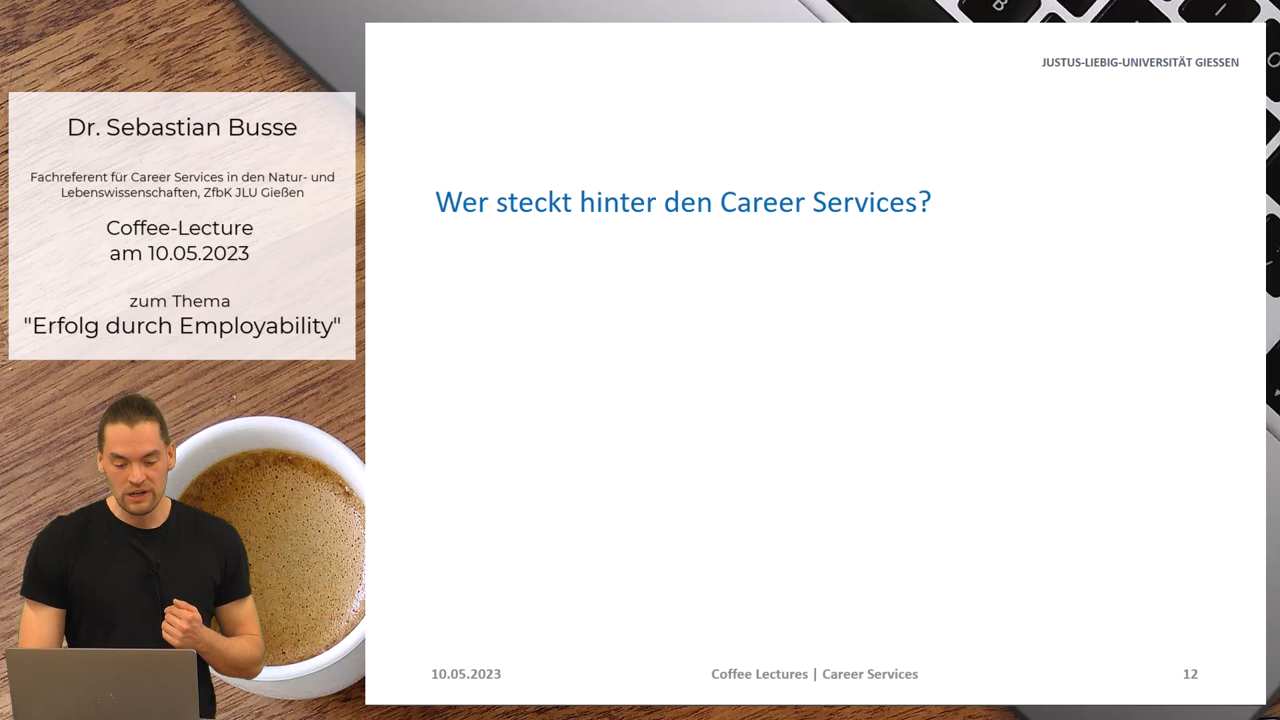 Dr. Sebastian Busse
Fachreferent für Career Services in den Natur- und
Lebenswissenschaften, ZfbK JLU Gießen
Coffee-Lecture
am 10.05.2023
zum Thema
"Erfolg durch Employability"
JUSTUS-LIEBIG-UNIVERSITÄT GIESSEN
Wer steckt hinter den Career Services?
10.05.2023
Coffee Lectures | Career Services
12